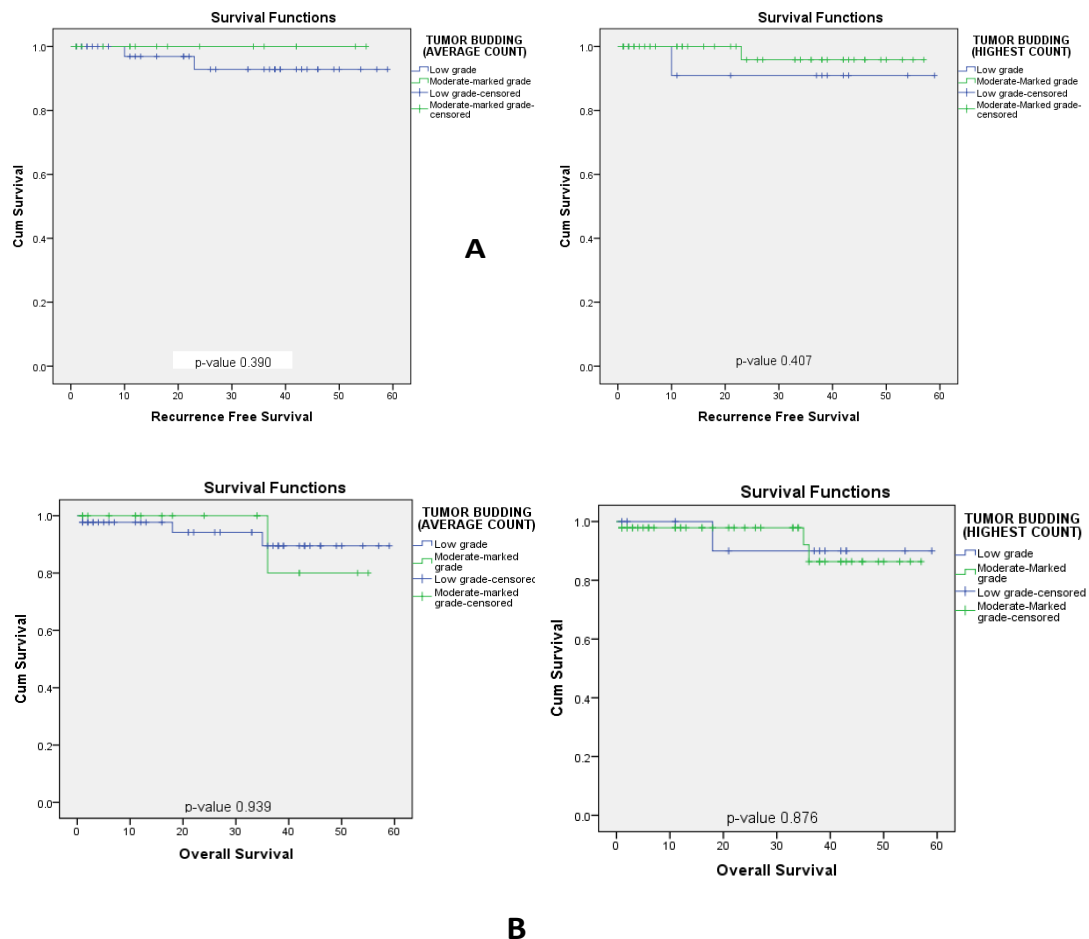 Survival Functions
TUMOR BUDDING
(AVERAGE COUNT)
Low grade
Moderate-marked grade
Low grade-censored
Moderate-marked grade-
censored
1.0
0.8
0.6
0.4
0.2
0.0
Cum Survival
p-value 0.390
0 10 20 30 40 50 60
Recurrence Free Survival
Survival Functions
TUMOR BUDDING
(HIGHEST COUNT)
Low grade
Moderate-Marked grade
Low grade-censored
Moderate-Marked grade-
censored
1.0
0.8
0.6
0.4
0.2
0.0
Cum Survival
p-value 0.407
0 10 20 30 40 50 60
Recurrence Free Survival
A
Survival Functions
TUMOR BUDDING
(AVERAGE COUNT)
Low grade
Moderate-marked
grade
Low grade-censored
Moderate-marked
grade-censored
1.0
0.8
0.6
0.4
0.2
0.0
Cum Survival
p-value 0.939
0 10 20 30 40 50 60
Overall Survival
Survival Functions
TUMOR BUDDING
(HIGHEST COUNT)
Low grade
Moderate-Marked
grade
Low grade-censored
Moderate-Marked
grade-censored
1.0
0.8
0.6
0.4
0.2
0.0
Cum Survival
p-value 0.876
0 10 20 30 40 50 60
Overall Survival
B